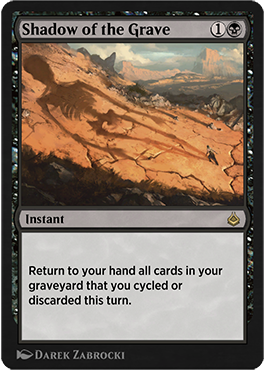 Shadow of the Grave 1
Instant
Return to your hand all cards in your
graveyard that you cycled or
discarded this turn.
DAREK ZABROCKI